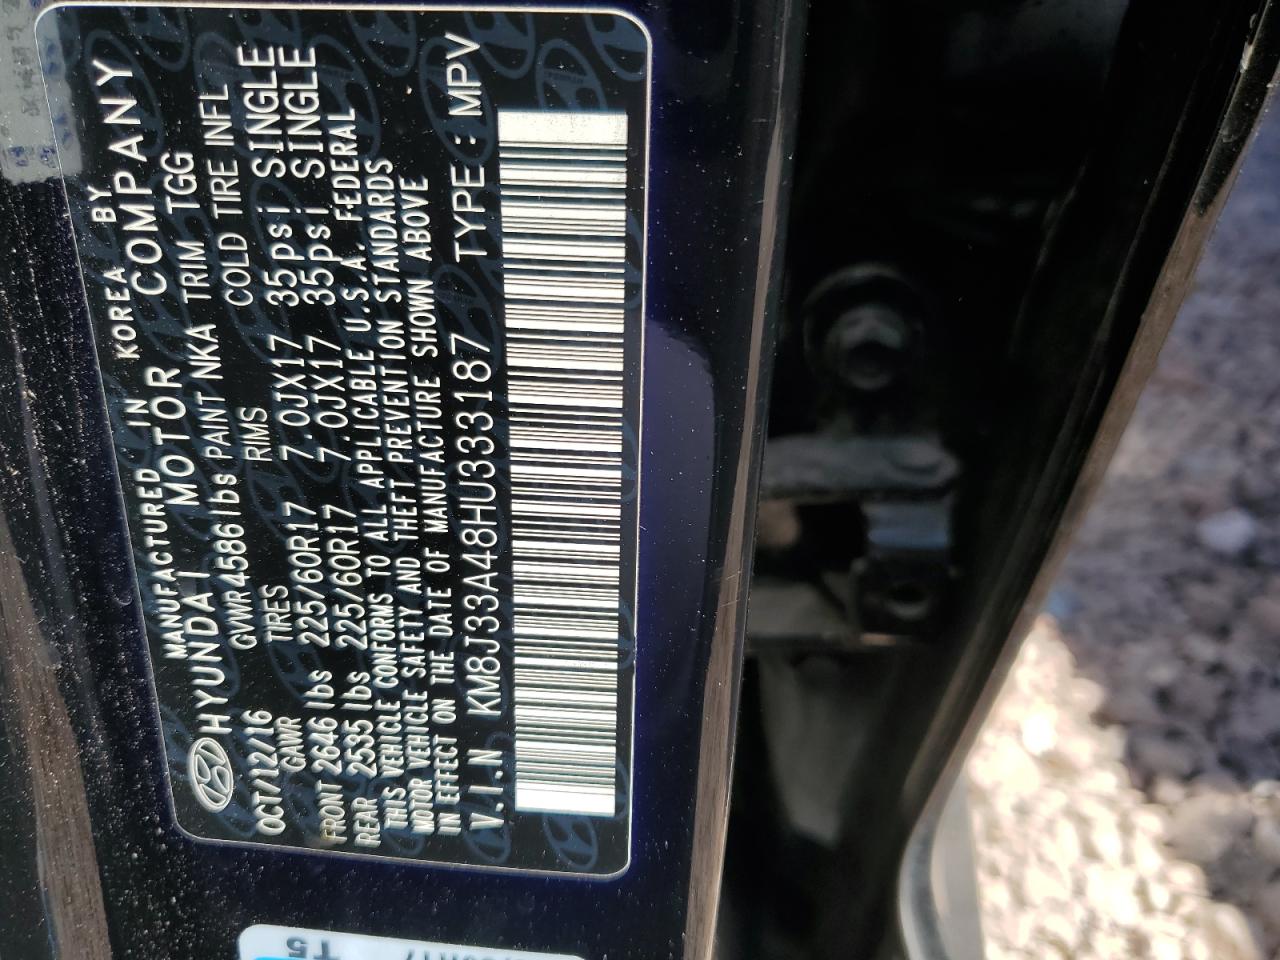 MANUFACTURED IN KOREA BY
HYUNDAI MOTOR COMPANY
OCT/12/16 GVWR 4586 lbs PAINT NKA TRIM TGG
GAWR TIRES RIMS COLD TIRE INFL
FRONT 2646 lbs 225/60R17 7.0JX17 35psi SINGLE
REAR 2535 lbs 225/60R17 7.0JX17 35psi SINGLE
THIS VEHICLE CONFORMS TO ALL APPLICABLE U.S.A. FEDERAL
MOTOR VEHICLE SAFETY AND THEFT PREVENTION STANDARDS
IN EFFECT ON THE DATE OF MANUFACTURE SHOWN ABOVE
V.I.N KM8J33A48HU333187 TYPE : MPV
T5